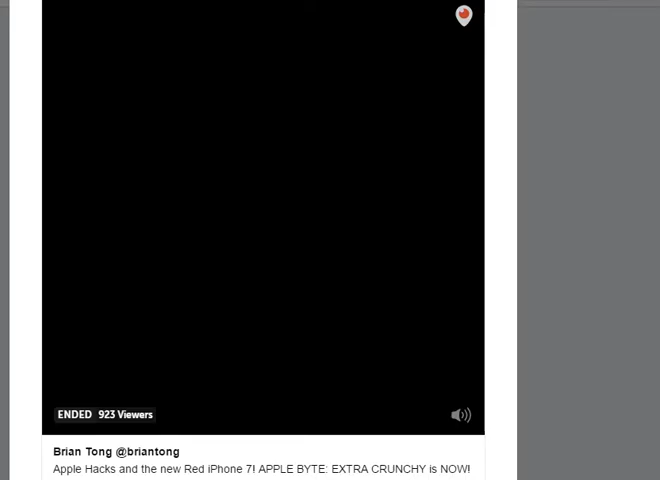 ENDED 923 Viewers
Brian Tong @briantong
Apple Hacks and the new Red iPhone 7! APPLE BYTE: EXTRA CRUNCHY is NOW!